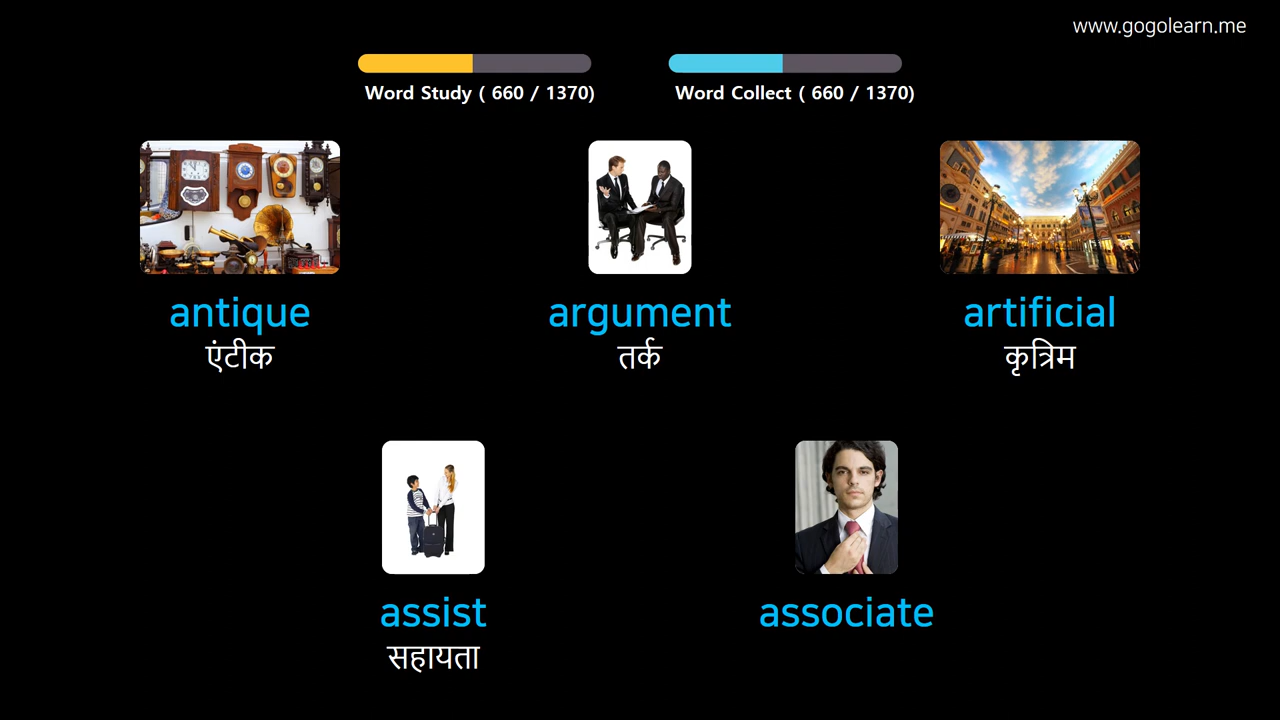 www.gogolearn.me
Word Study ( 660 / 1370)
Word Collect ( 660 / 1370)
antique
एंटीक
argument
तर्क
artificial
कृत्रिम
assist
सहायता
associate